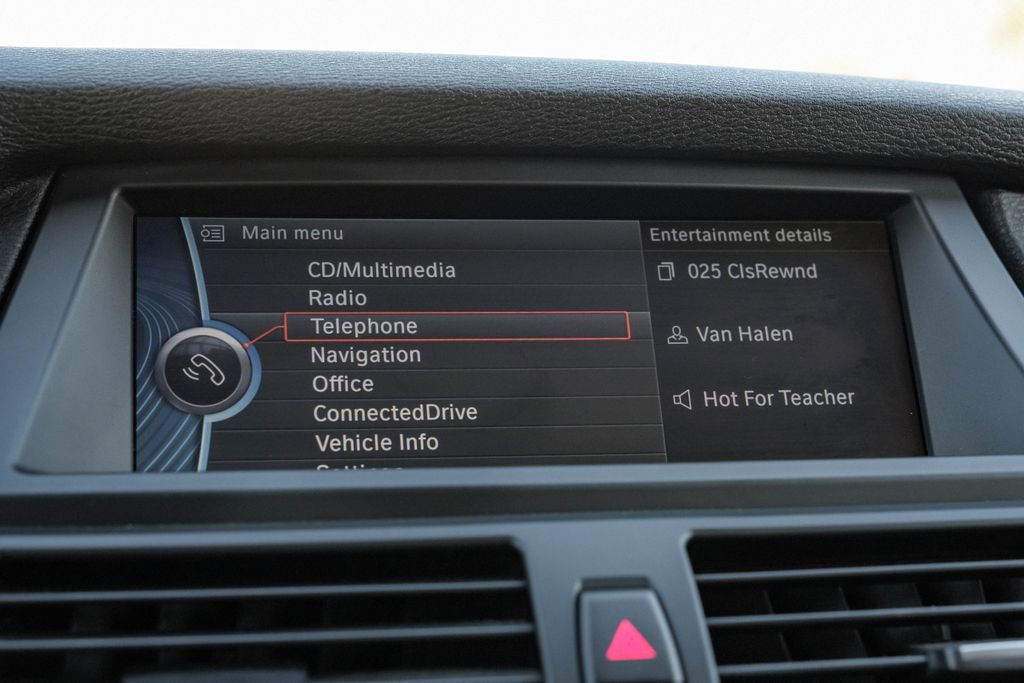 Main menu
CD/Multimedia
Radio
Telephone
Navigation
Office
ConnectedDrive
Vehicle Info
Entertainment details
025 ClsRewnd
Van Halen
Hot For Teacher